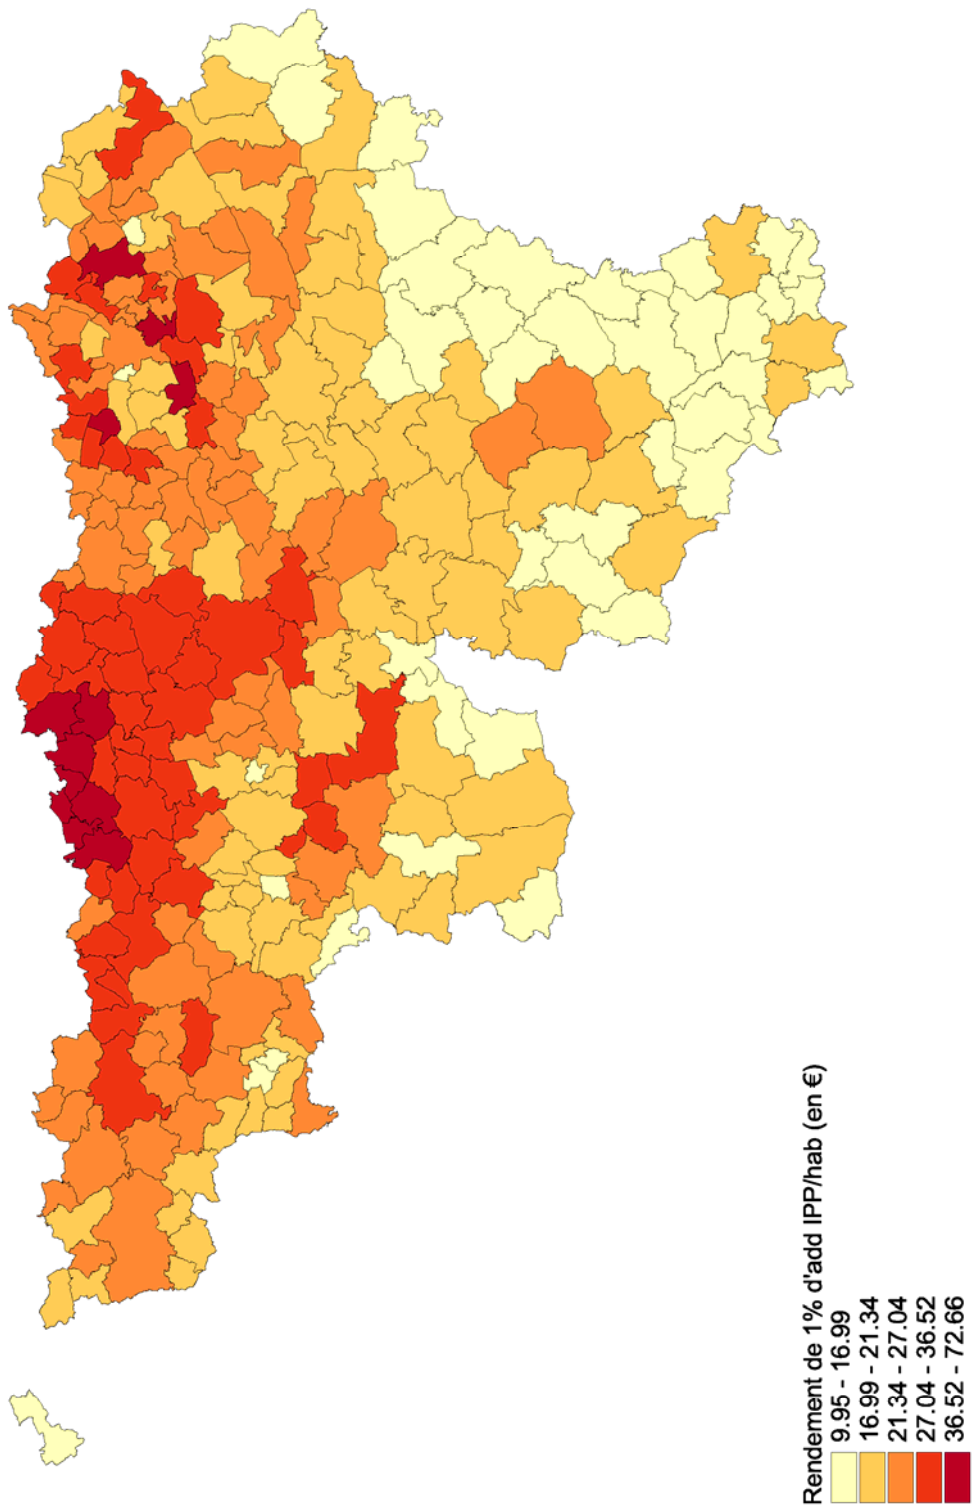 Rendement de 1% d'add IPP/hab (en €)
9.95 - 16.99
16.99 - 21.34
21.34 - 27.04
27.04 - 36.52
36.52 - 72.66